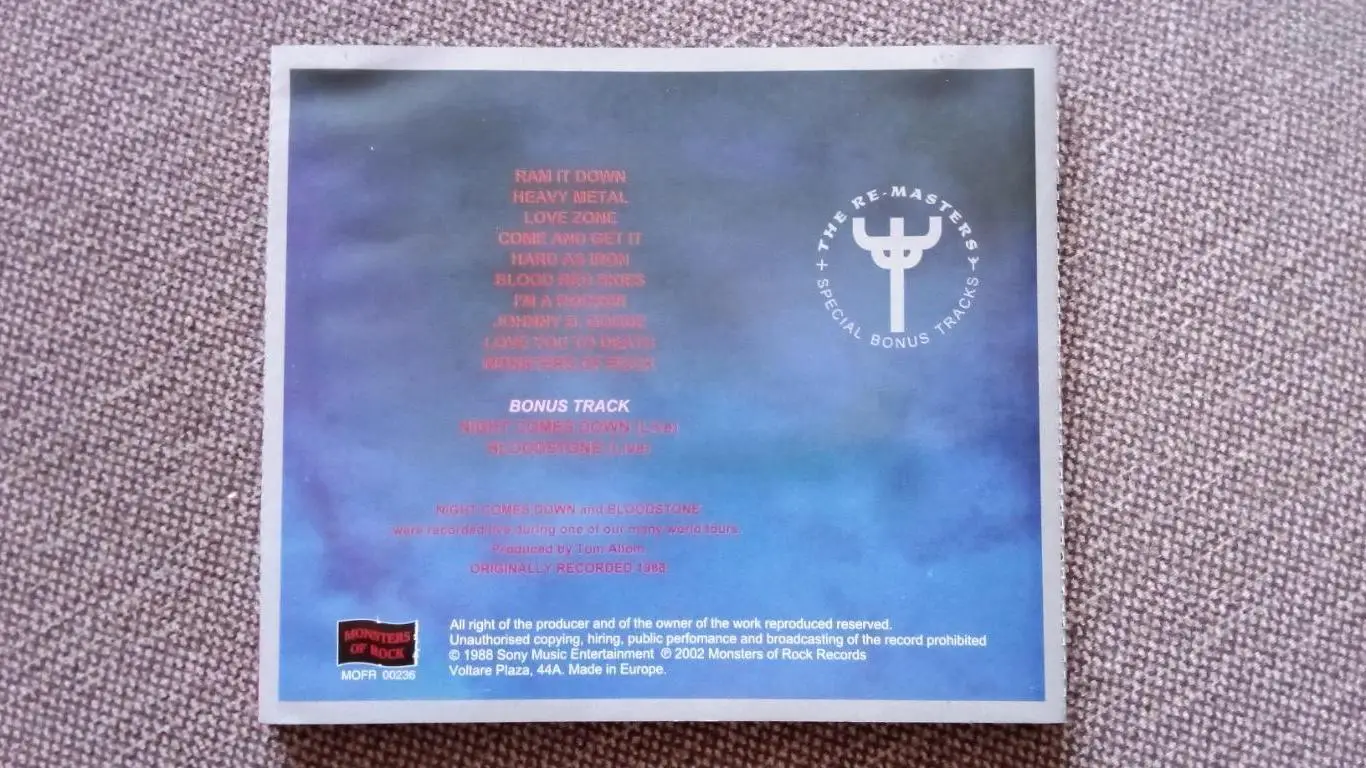 RAM IT DOWN
HEAVY METAL
LOVE ZONE
COME AND GET IT
HARD AS IRON
BLOOD RED SKIES
I'M A ROCKER
JOHNNY B. GOODE
LOVE YOU TO DEATH
MONSTERS OF ROCK
BONUS TRACK
NIGHT COMES DOWN (Live)
BLOODSTONE (Live)
NIGHT COMES DOWN and BLOODSTONE
were recorded live during one of our many world tours.
Produced by Tom Allom
ORIGINALLY RECORDED 1988
THE RE-MASTERS
SPECIAL BONUS TRACKS
MONSTERS
OF ROCK
MOFR 00236
All right of the producer and of the owner of the work reproduced reserved.
Unauthorised copying, hiring, public perfomance and broadcasting of the record prohibited
© 1988 Sony Music Entertainment ℗ 2002 Monsters of Rock Records
Voltare Plaza, 44A. Made in Europe.